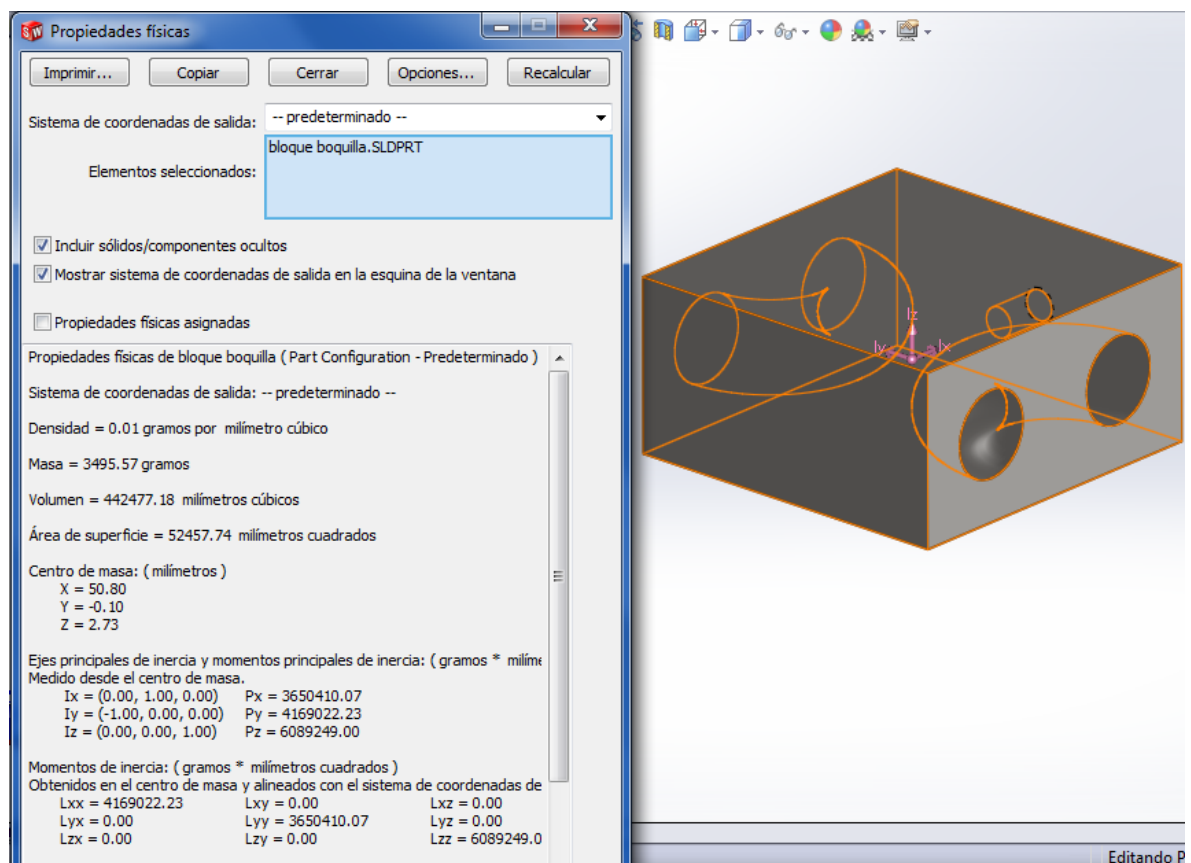 Propiedades físicas
Imprimir... Copiar Cerrar Opciones... Recalcular
Sistema de coordenadas de salida: -- predeterminado --
bloque boquilla.SLDPRT
Elementos seleccionados:
Incluir sólidos/componentes ocultos
Mostrar sistema de coordenadas de salida en la esquina de la ventana
Propiedades físicas asignadas
Propiedades físicas de bloque boquilla ( Part Configuration - Predeterminado )
Sistema de coordenadas de salida: -- predeterminado --
Densidad = 0.01 gramos por milímetro cúbico
Masa = 3495.57 gramos
Volumen = 442477.18 milímetros cúbicos
Área de superficie = 52457.74 milímetros cuadrados
Centro de masa: ( milímetros )
X = 50.80
Y = -0.10
Z = 2.73
Ejes principales de inercia y momentos principales de inercia: ( gramos * milíme
Medido desde el centro de masa.
Ix = (0.00, 1.00, 0.00) Px = 3650410.07
Iy = (-1.00, 0.00, 0.00) Py = 4169022.23
Iz = (0.00, 0.00, 1.00) Pz = 6089249.00
Momentos de inercia: ( gramos * milímetros cuadrados )
Obtenidos en el centro de masa y alineados con el sistema de coordenadas de
Lxx = 4169022.23 Lxy = 0.00 Lxz = 0.00
Lyx = 0.00 Lyy = 3650410.07 Lyz = 0.00
Lzx = 0.00 Lzy = 0.00 Lzz = 6089249.0
Iz
Iy Ix
Editando P